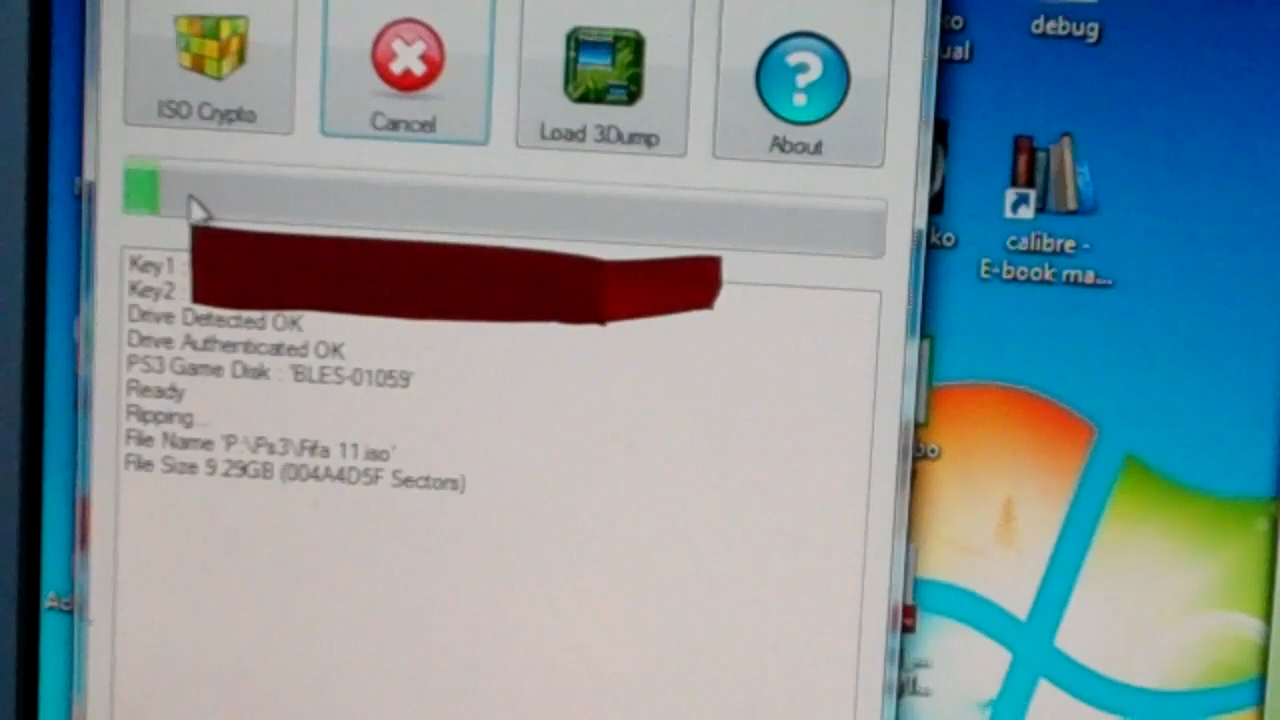 debug
ISO Crypto
Cancel
Load 3Dump
About
calibre -
E-book ma...
Key1 :
Key2 :
Drive Detected OK
Drive Authenticated OK
PS3 Game Disk : 'BLES-01059'
Ready
Ripping...
File Name 'P:\Ps3\Fifa 11.iso'
File Size 9.29GB (004A4D5F Sectors)